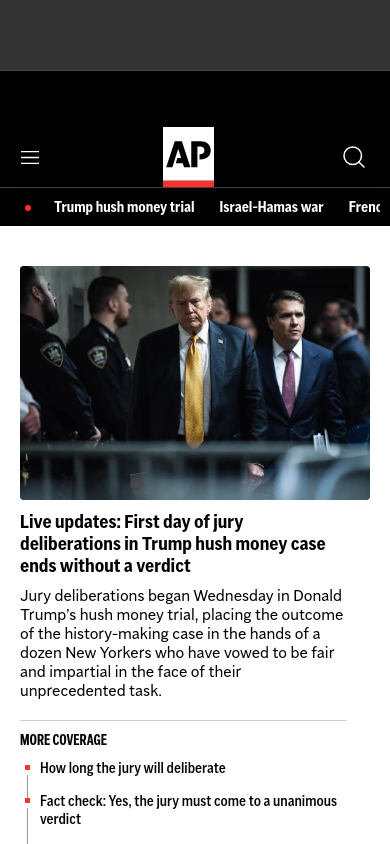 AP
Trump hush money trial Israel-Hamas war Frenc
Live updates: First day of jury
deliberations in Trump hush money case
ends without a verdict
Jury deliberations began Wednesday in Donald
Trump’s hush money trial, placing the outcome
of the history-making case in the hands of a
dozen New Yorkers who have vowed to be fair
and impartial in the face of their
unprecedented task.
MORE COVERAGE
How long the jury will deliberate
Fact check: Yes, the jury must come to a unanimous
verdict